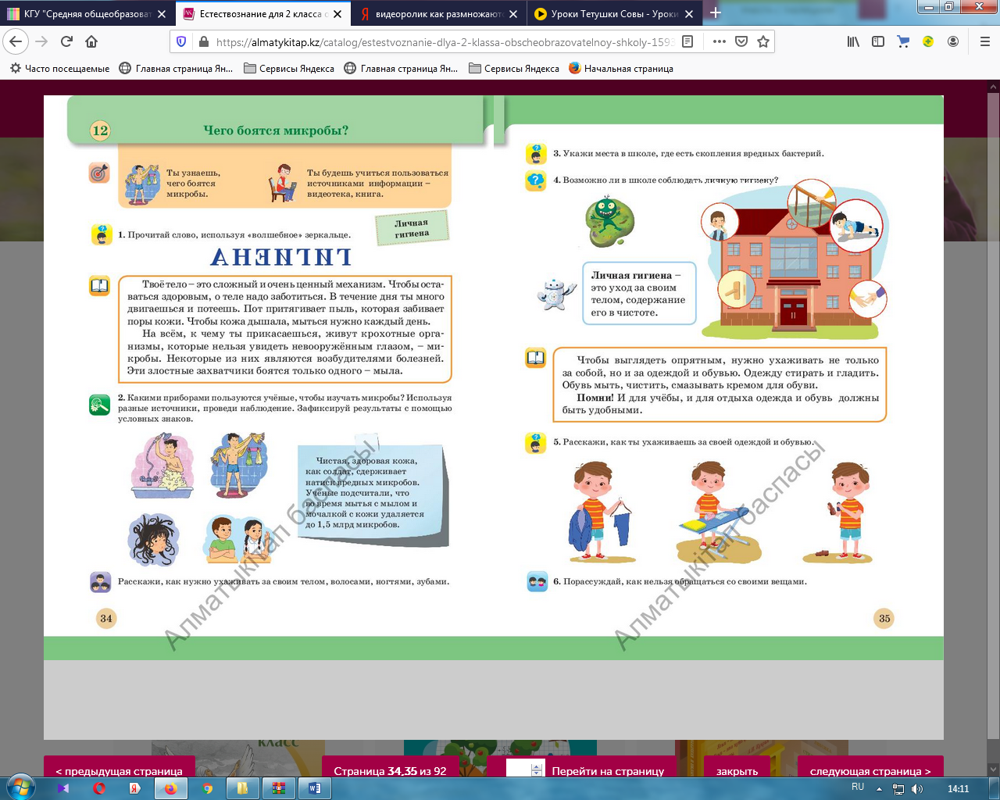 КГУ "Средняя общеобразоват
Естествознание для 2 класса о
видеоролик как размножаютс
Уроки Тетушки Совы - Уроки
https://almatykitap.kz/catalog/estestvoznanie-dlya-2-klassa-obscheobrazovatelnoy-shkoly-1593
Часто посещаемые
Главная страница Ян...
Сервисы Яндекса
Главная страница Ян...
Сервисы Яндекса
Начальная страница
12
Чего боятся микробы?
Ты узнаешь,
чего боятся
микробы.
Ты будешь учиться пользоваться
источниками информации –
видеотека, книга.
1. Прочитай слово, используя «волшебное» зеркальце.
Личная
гигиена
ГИГИЕНА
Твоё тело – это сложный и очень ценный механизм. Чтобы оста-
ваться здоровым, о теле надо заботиться. В течение дня ты много
двигаешься и потеешь. Пот притягивает пыль, которая забивает
поры кожи. Чтобы кожа дышала, мыться нужно каждый день.
На всём, к чему ты прикасаешься, живут крохотные орга-
низмы, которые нельзя увидеть невооружённым глазом, – ми-
кробы. Некоторые из них являются возбудителями болезней.
Эти злостные захватчики боятся только одного – мыла.
2. Какими приборами пользуются учёные, чтобы изучать микробы? Используя
разные источники, проведи наблюдение. Зафиксируй результаты с помощью
условных знаков.
Чистая, здоровая кожа,
как солдат, сдерживает
натиск вредных микробов.
Учёные подсчитали, что
во время мытья с мылом и
мочалкой с кожи удаляется
до 1,5 млрд микробов.
Расскажи, как нужно ухаживать за своим телом, волосами, ногтями, зубами.
34
Алматыкітап баспасы
3. Укажи места в школе, где есть скопления вредных бактерий.
4. Возможно ли в школе соблюдать личную гигиену?
Личная гигиена –
это уход за своим
телом, содержание
его в чистоте.
Чтобы выглядеть опрятным, нужно ухаживать не только
за собой, но и за одеждой и обувью. Одежду стирать и гладить.
Обувь мыть, чистить, смазывать кремом для обуви.
Помни! И для учёбы, и для отдыха одежда и обувь должны
быть удобными.
5. Расскажи, как ты ухаживаешь за своей одеждой и обувью.
6. Порассуждай, как нельзя обращаться со своими вещами.
35
Алматыкітап баспасы
класс
< предыдущая страница
Страница 34-35 из 92
Перейти на страницу
закрыть
следующая страница >
RU
14:11